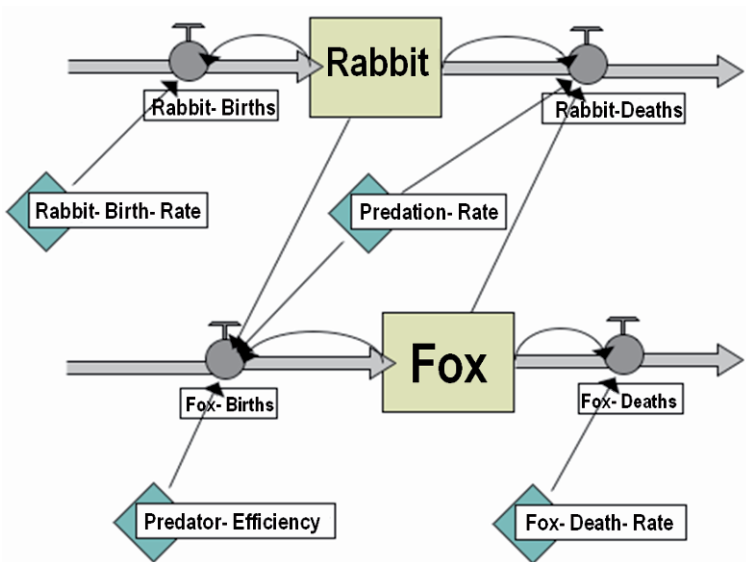 Rabbit
Rabbit- Births
Rabbit-Deaths
Rabbit- Birth- Rate
Predation- Rate
Fox
Fox- Births
Fox- Deaths
Predator- Efficiency
Fox- Death- Rate